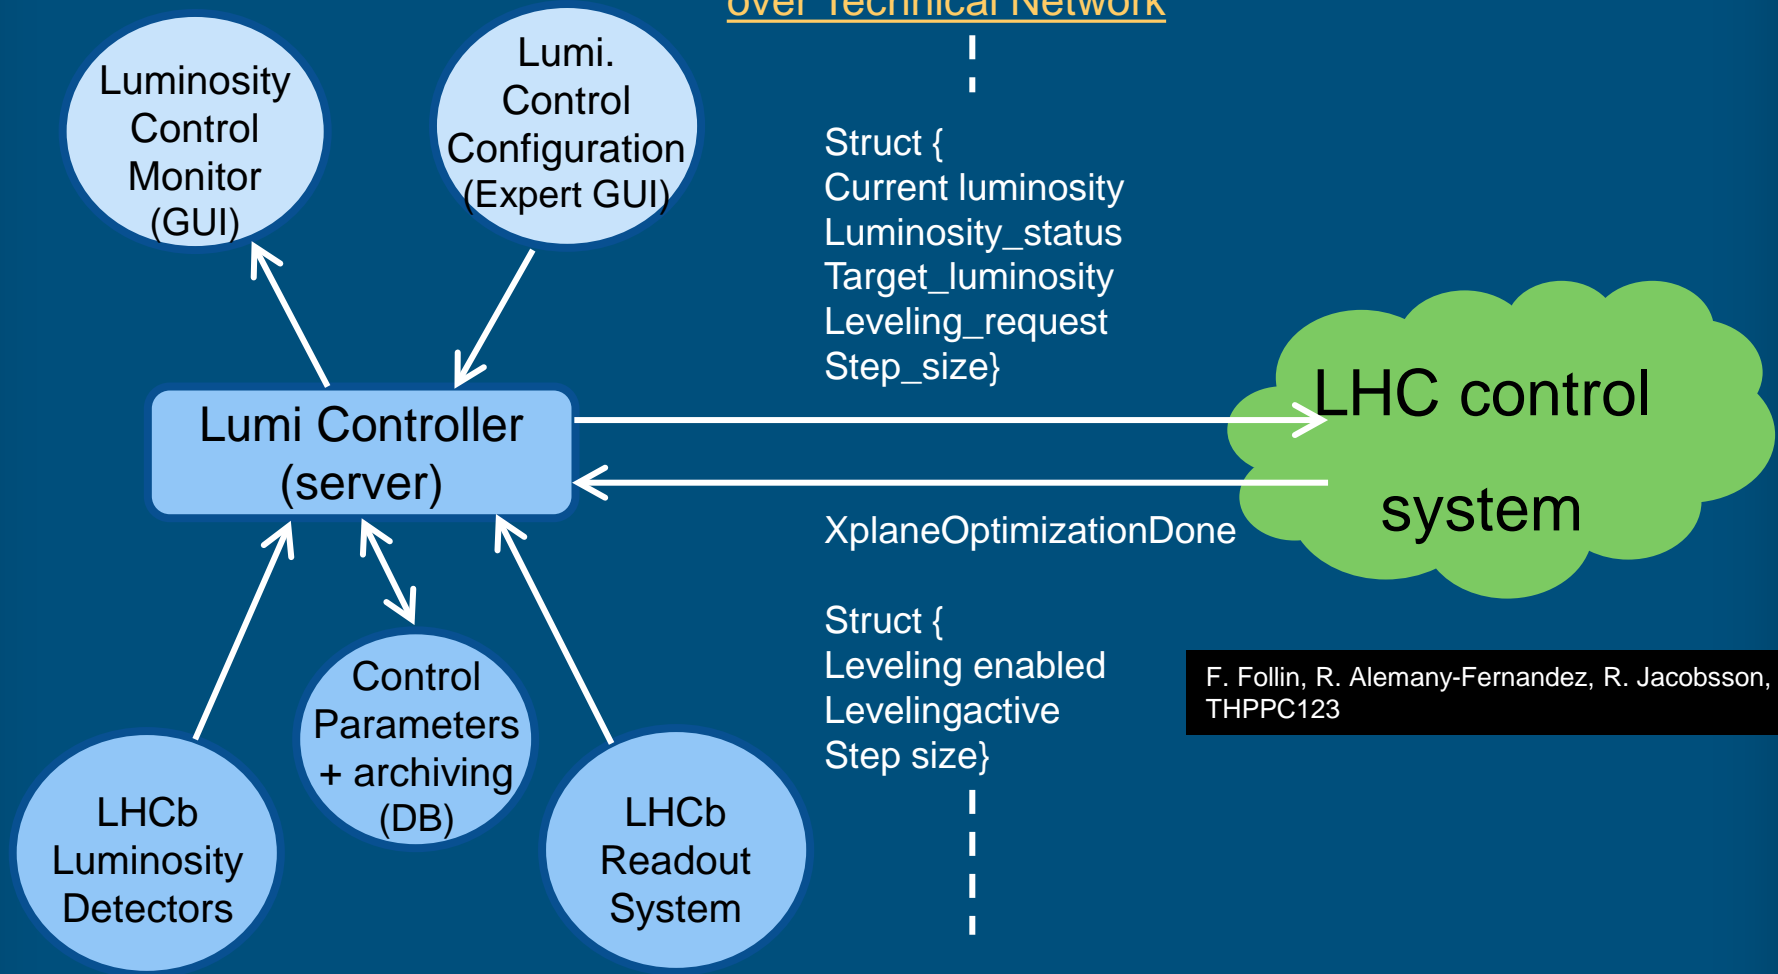 over Technical Network
Luminosity
Control
Monitor
(GUI)
Lumi.
Control
Configuration
(Expert GUI)
Struct {
Current luminosity
Luminosity_status
Target_luminosity
Leveling_request
Step_size}
Lumi Controller
(server)
LHC control
system
XplaneOptimizationDone
Struct {
Leveling enabled
Levelingactive
Step size}
F. Follin, R. Alemany-Fernandez, R. Jacobsson,
THPPC123
Control
Parameters
+ archiving
(DB)
LHCb
Luminosity
Detectors
LHCb
Readout
System